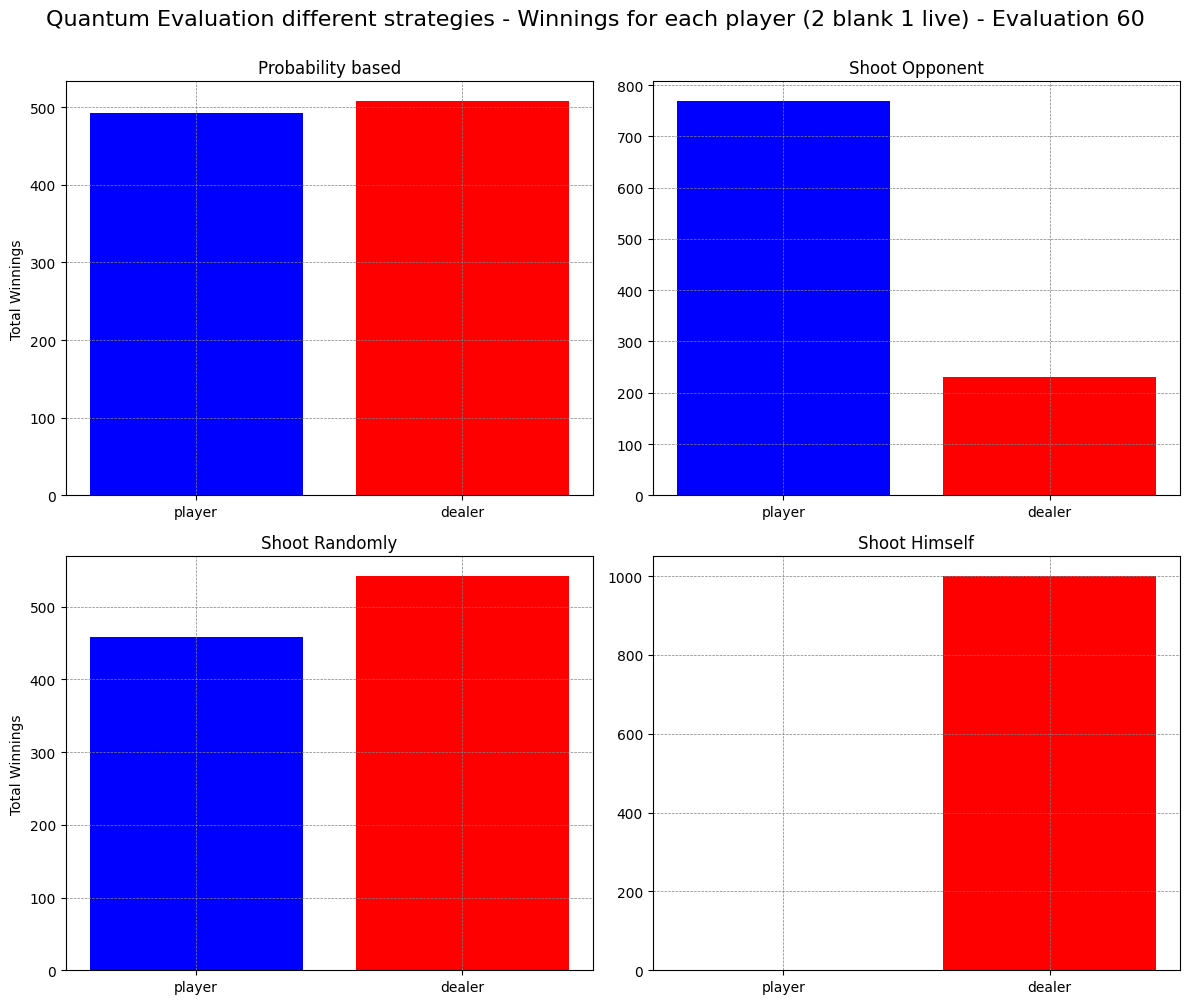 Quantum Evaluation different strategies - Winnings for each player (2 blank 1 live) - Evaluation 60
Probability based
Total Winnings
500
400
300
200
100
0
player dealer
Shoot Opponent
800
700
600
500
400
300
200
100
0
player dealer
Shoot Randomly
Total Winnings
500
400
300
200
100
0
player dealer
Shoot Himself
1000
800
600
400
200
0
player dealer